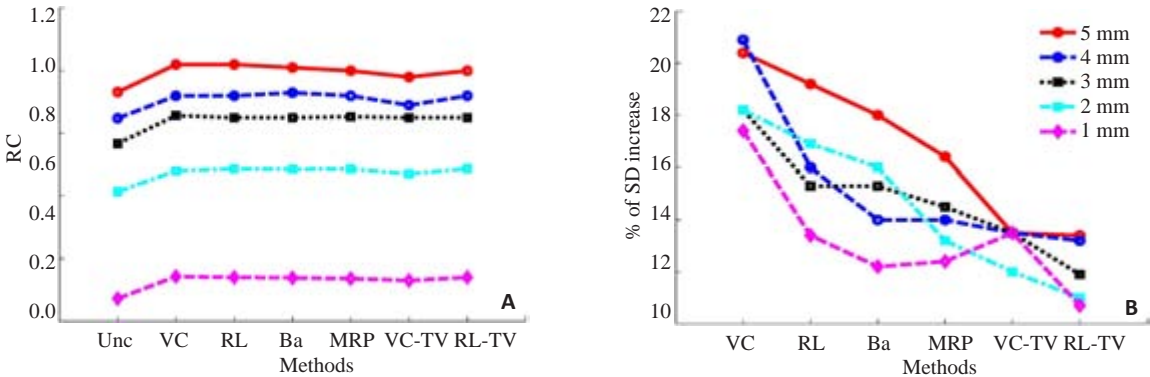 1.2
1.0
0.8
0.6
0.4
0.2
0.0
RC
Unc VC RL Ba MRP VC-TV RL-TV
Methods
A
22
20
18
16
14
12
10
% of SD increase
5 mm
4 mm
3 mm
2 mm
1 mm
VC RL Ba MRP VC-TV RL-TV
Methods
B